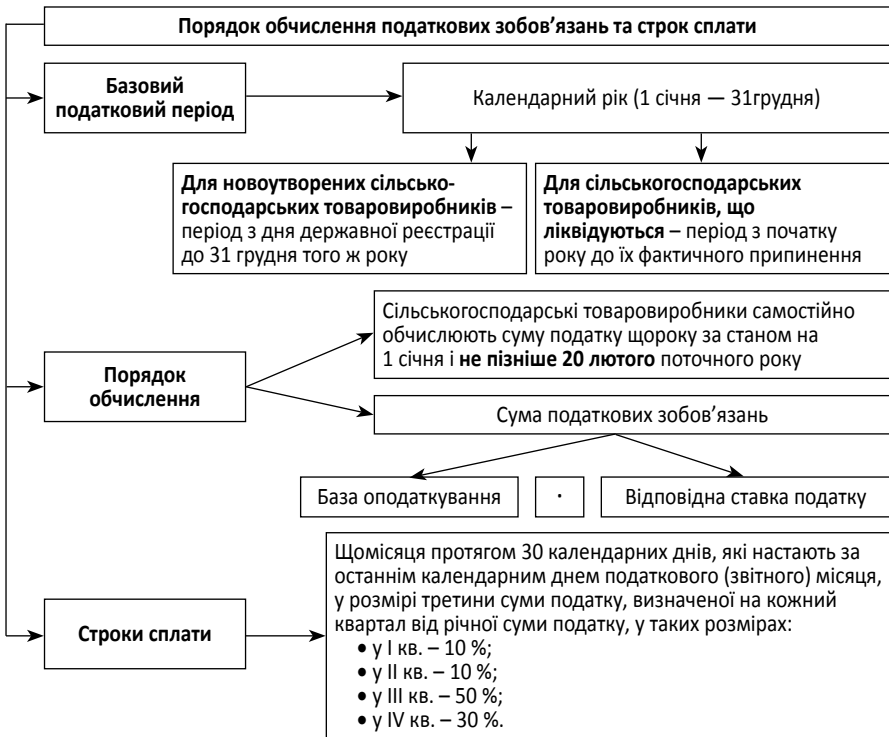 Порядок обчислення податкових зобов’язань та строк сплати
Базовий
податковий період
Календарний рік (1 січня — 31грудня)
Для новоутворених сільсько-
господарських товаровиробників –
період з дня державної реєстрації
до 31 грудня того ж року
Для сільськогосподарських
товаровиробників, що
ліквідуються – період з початку
року до їх фактичного припинення
Сільськогосподарські товаровиробники самостійно
обчислюють суму податку щороку за станом на
1 січня і не пізніше 20 лютого поточного року
Порядок
обчислення
Сума податкових зобов’язань
База оподаткування
·
Відповідна ставка податку
Строки сплати
Щомісяця протягом 30 календарних днів, які настають за
останнім календарним днем податкового (звітного) місяця,
у розмірі третини суми податку, визначеної на кожний
квартал від річної суми податку, у таких розмірах:
• у I кв. – 10 %;
• у II кв. – 10 %;
• у III кв. – 50 %;
• у IV кв. – 30 %.